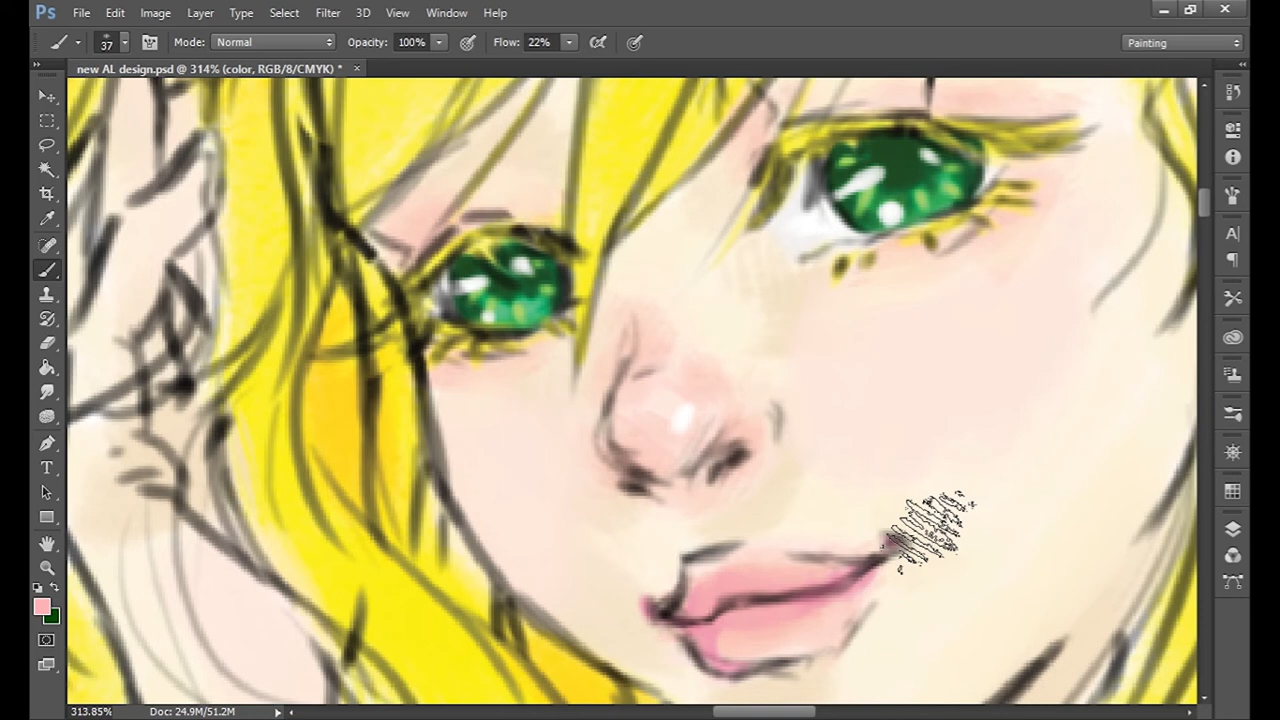 Ps File Edit Image Layer Type Select Filter 3D View Window Help
37 Mode: Normal Opacity: 100% Flow: 22% Painting
new AL design.psd @ 314% (color, RGB/8/CMYK) * ×
313.85% Doc: 24.9M/51.2M